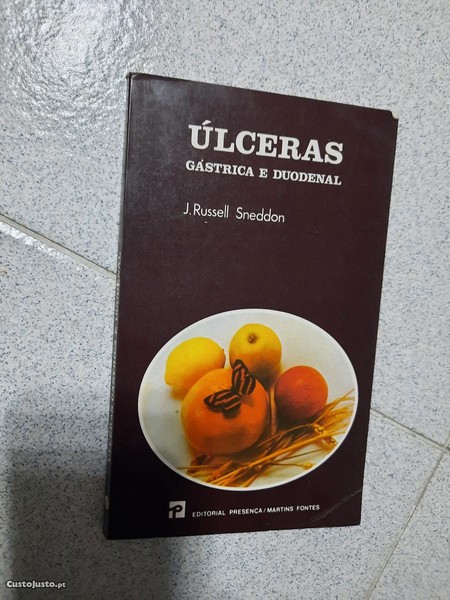 ÚLCERAS
GÁSTRICA E DUODENAL
J. Russell Sneddon
P EDITORIAL PRESENÇA/MARTINS FONTES
CustoJusto.pt